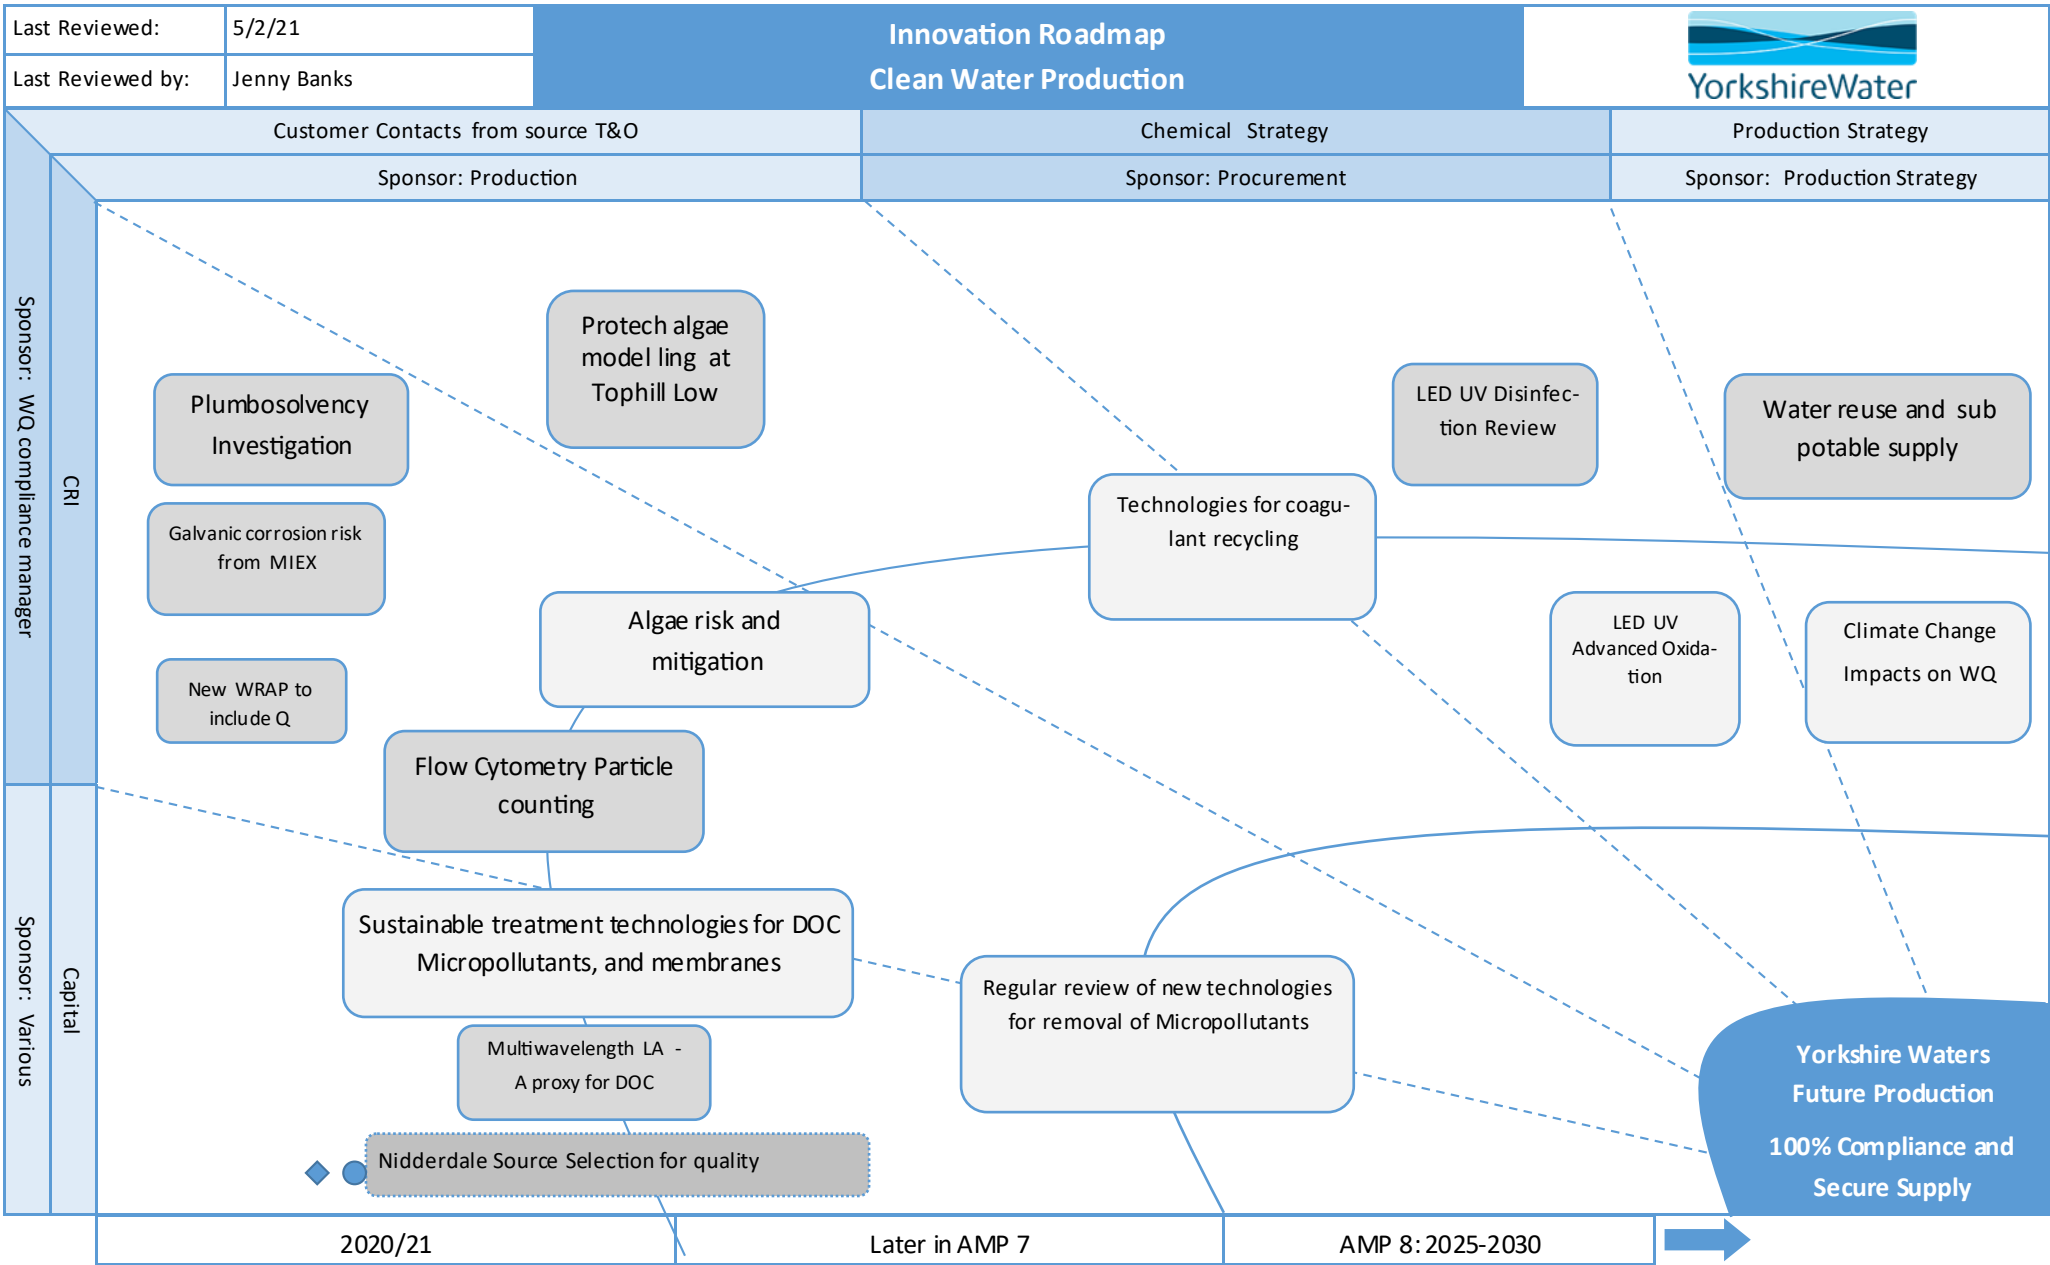 Last Reviewed:
5/2/21
Last Reviewed by:
Jenny Banks
Innovation Roadmap
Clean Water Production
YorkshireWater
Customer Contacts from source T&O
Chemical Strategy
Production Strategy
Sponsor: Production
Sponsor: Procurement
Sponsor: Production Strategy
Sponsor: WQ compliance manager
CRI
Sponsor: Various
Capital
Protech algae
model ling at
Tophill Low
Plumbosolvency
Investigation
LED UV Disinfec-
tion Review
Water reuse and sub
potable supply
Galvanic corrosion risk
from MIEX
Technologies for coagu-
lant recycling
Algae risk and
mitigation
LED UV
Advanced Oxida-
tion
Climate Change
Impacts on WQ
New WRAP to
include Q
Flow Cytometry Particle
counting
Sustainable treatment technologies for DOC
Micropollutants, and membranes
Regular review of new technologies
for removal of Micropollutants
Multiwavelength LA -
A proxy for DOC
Nidderdale Source Selection for quality
Yorkshire Waters
Future Production
100% Compliance and
Secure Supply
2020/21
Later in AMP 7
AMP 8: 2025-2030